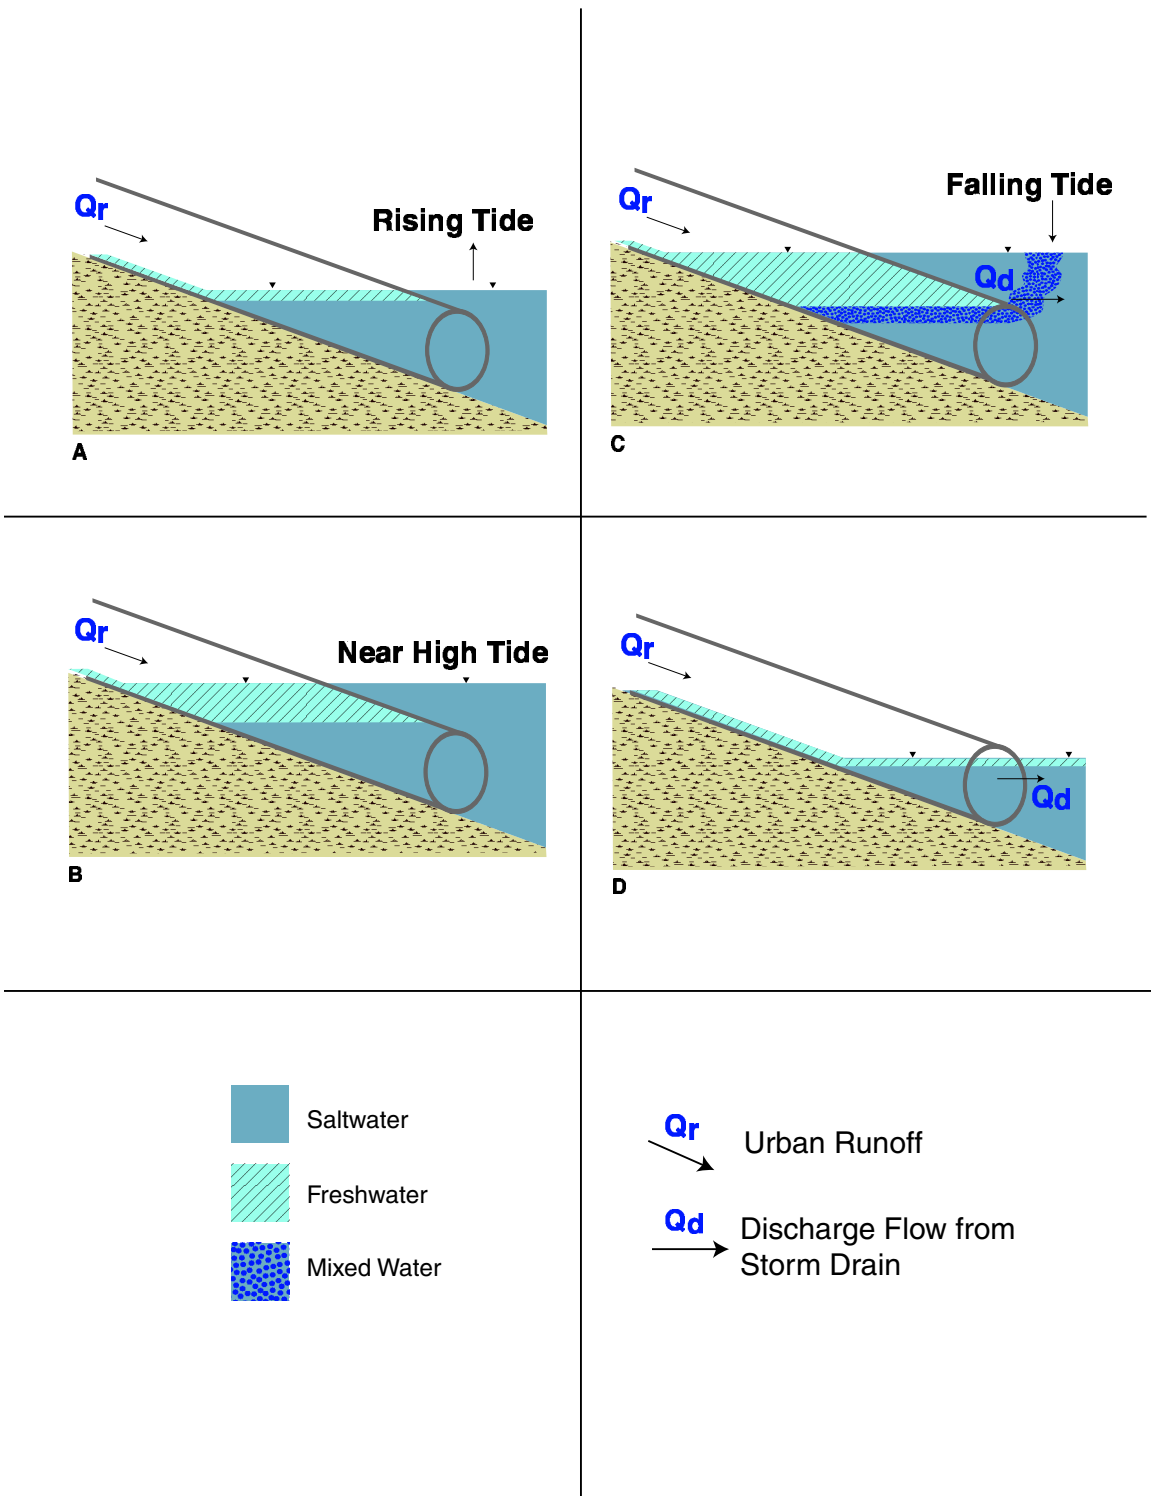 Qr
Rising Tide
A
Qr
Falling Tide
Qd
C
Qr
Near High Tide
B
Qr
Qd
D
Saltwater
Freshwater
Mixed Water
Qr
Urban Runoff
Qd
Discharge Flow from
Storm Drain